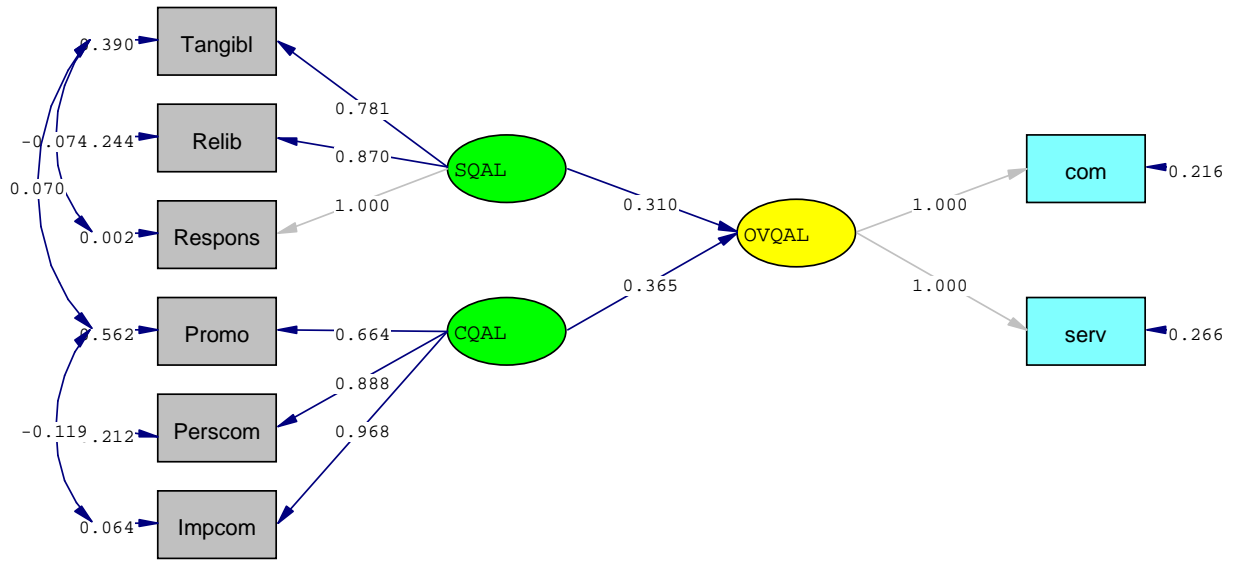 0.390
Tangibl
0.781
-0.074
.244
Relib
0.870
SQAL
com
0.216
0.070
1.000
0.310
1.000
0.002
Respons
OVQAL
0.365
1.000
0.562
Promo
0.664
CQAL
serv
0.266
0.888
-0.119
.212
Perscom
0.968
0.064
Impcom